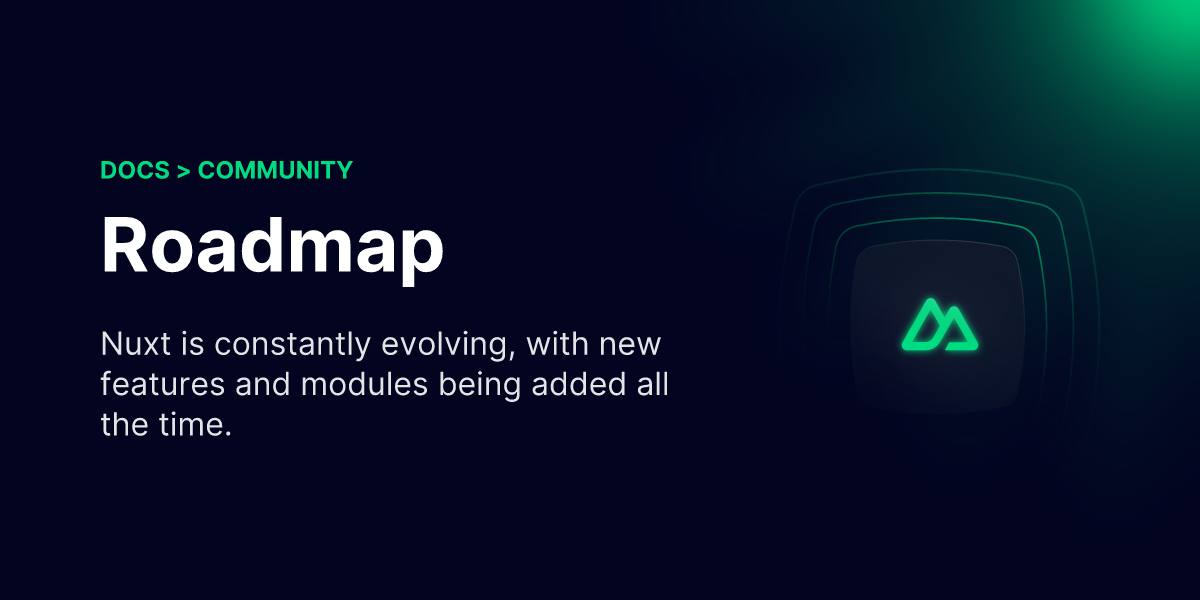 DOCS > COMMUNITY
Roadmap
Nuxt is constantly evolving, with new
features and modules being added all
the time.